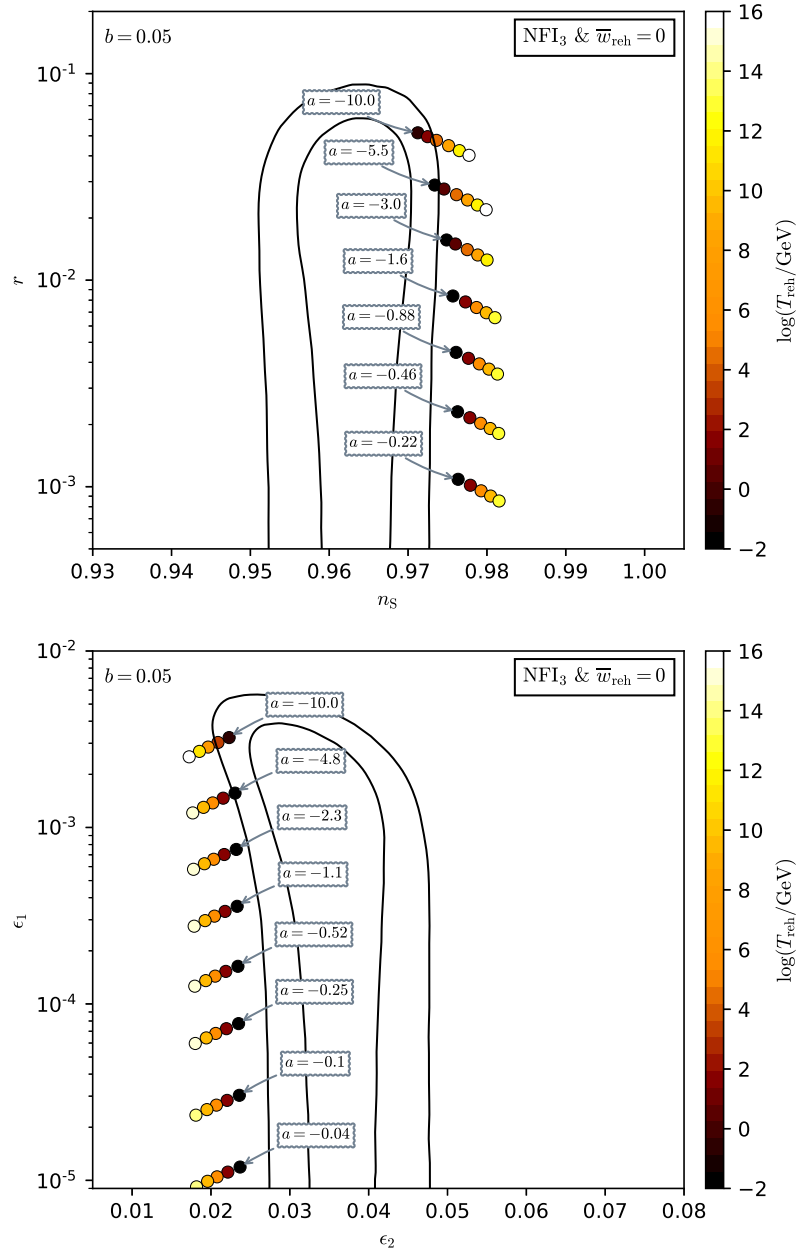 b = 0.05
NFI₃ & w̅_reh = 0
a = −10.0
a = −5.5
a = −3.0
a = −1.6
a = −0.88
a = −0.46
a = −0.22
10⁻¹
10⁻²
10⁻³
r
0.93 0.94 0.95 0.96 0.97 0.98 0.99 1.00
n_S
16
14
12
10
8
6
4
2
0
−2
log(T_reh/GeV)
b = 0.05
NFI₃ & w̅_reh = 0
a = −10.0
a = −4.8
a = −2.3
a = −1.1
a = −0.52
a = −0.25
a = −0.1
a = −0.04
10⁻²
10⁻³
10⁻⁴
10⁻⁵
ϵ₁
0.01 0.02 0.03 0.04 0.05 0.06 0.07 0.08
ϵ₂
16
14
12
10
8
6
4
2
0
−2
log(T_reh/GeV)